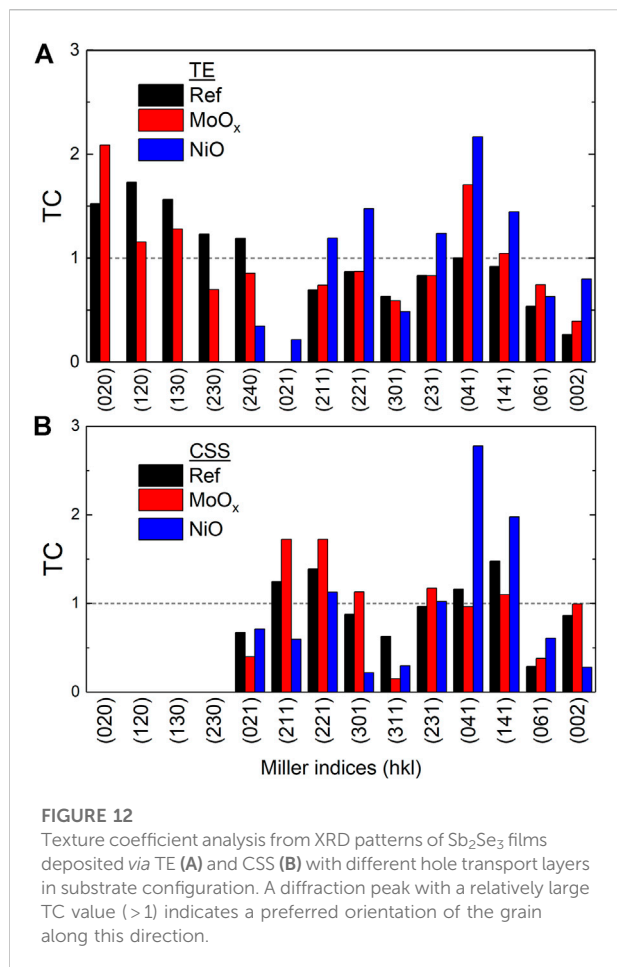 A
3
TE
Ref
MoOₓ
NiO
2
TC
1
0
(020) (120) (130) (230) (240) (021) (211) (221) (301) (231) (041) (141) (061) (002)
B
3
CSS
Ref
MoOₓ
NiO
2
TC
1
0
(020) (120) (130) (230) (021) (211) (221) (301) (311) (231) (041) (141) (061) (002)
Miller indices (hkl)
FIGURE 12
Texture coefficient analysis from XRD patterns of Sb₂Se₃ films
deposited via TE (A) and CSS (B) with different hole transport layers
in substrate configuration. A diffraction peak with a relatively large
TC value (>1) indicates a preferred orientation of the grain
along this direction.